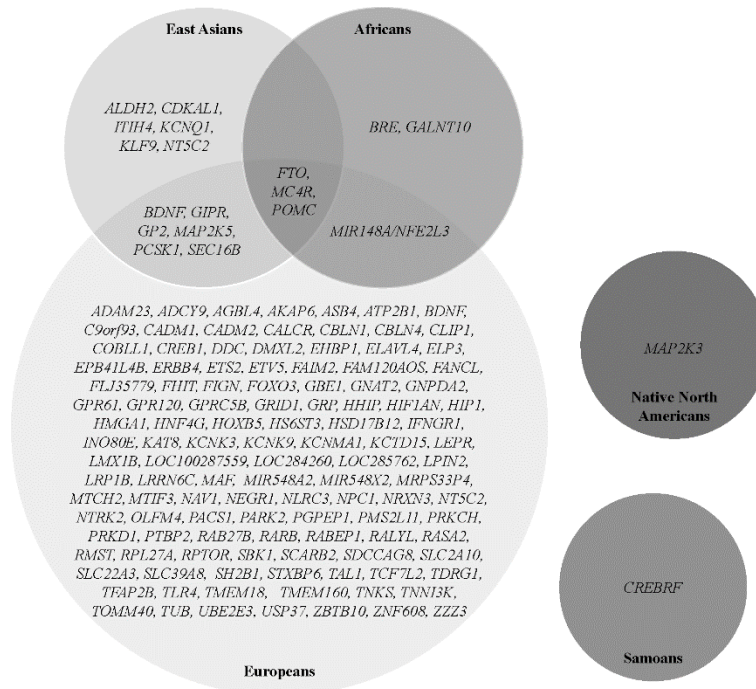 East Asians
Africans
ALDH2, CDKAL1,
ITIH4, KCNQ1,
KLF9, NT5C2
BRE, GALNT10
FTO,
MC4R,
POMC
BDNF, GIPR,
GP2, MAP2K5,
PCSK1, SEC16B
MIR148A/NFE2L3
ADAM23, ADCY9, AGBL4, AKAP6, ASB4, ATP2B1, BDNF,
C9orf93, CADM1, CADM2, CALCR, CBLN1, CBLN4, CLIP1,
COBLL1, CREB1, DDC, DMXL2, EHBP1, ELAVL4, ELP3,
EPB41L4B, ERBB4, ETS2, ETV5, FAIM2, FAM120AOS, FANCL,
FLJ35779, FHIT, FIGN, FOXO3, GBE1, GNAT2, GNPDA2,
GPR61, GPR120, GPRC5B, GRID1, GRP, HHIP, HIF1AN, HIP1,
HMGA1, HNF4G, HOXB5, HS6ST3, HSD17B12, IFNGR1,
INO80E, KAT8, KCNK3, KCNK9, KCNMA1, KCTD15, LEPR,
LMX1B, LOC100287559, LOC284260, LOC285762, LPIN2,
LRP1B, LRRN6C, MAF, MIR548A2, MIR548X2, MRPS33P4,
MTCH2, MTIF3, NAV1, NEGR1, NLRC3, NPC1, NRXN3, NT5C2,
NTRK2, OLFM4, PACS1, PARK2, PGPEP1, PMS2L11, PRKCH,
PRKD1, PTBP2, RAB27B, RARB, RABEP1, RALYL, RASA2,
RMST, RPL27A, RPTOR, SBK1, SCARB2, SDCCAG8, SLC2A10,
SLC22A3, SLC39A8, SH2B1, STXBP6, TAL1, TCF7L2, TDRG1,
TFAP2B, TLR4, TMEM18, TMEM160, TNKS, TNNI3K,
TOMM40, TUB, UBE2E3, USP37, ZBTB10, ZNF608, ZZZ3
Europeans
MAP2K3
Native North
Americans
CREBRF
Samoans